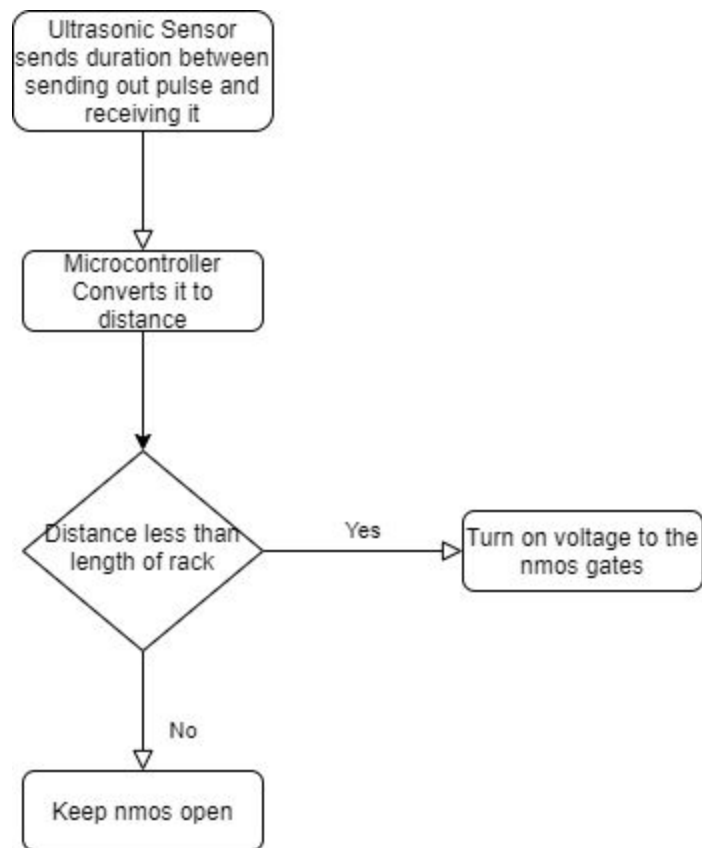 Ultrasonic Sensor
sends duration between
sending out pulse and
receiving it
Microcontroller
Converts it to
distance
Distance less than
length of rack
Yes
Turn on voltage to the
nmos gates
No
Keep nmos open